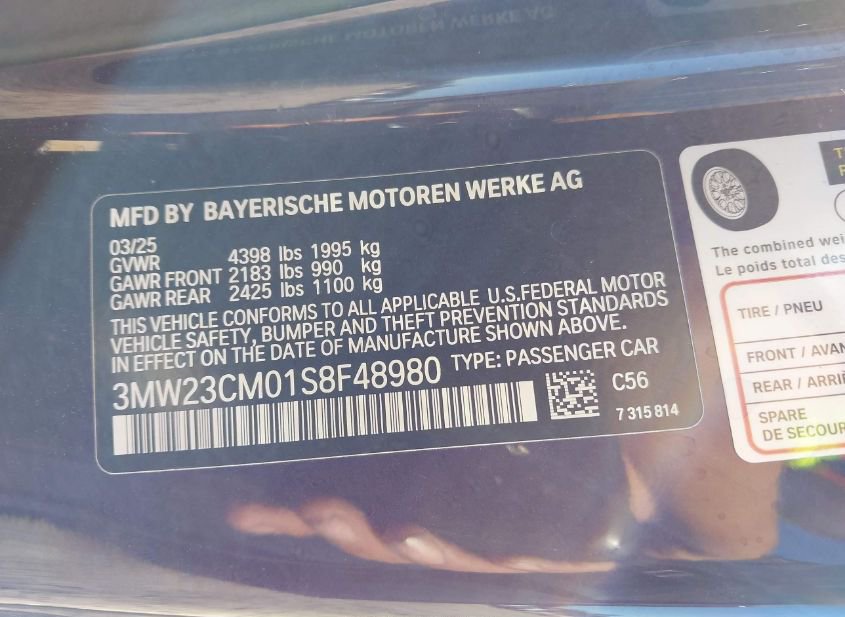 MFD BY BAYERISCHE MOTOREN WERKE AG
03/25
GVWR 4398 lbs 1995 kg
GAWR FRONT 2183 lbs 990 kg
GAWR REAR 2425 lbs 1100 kg
THIS VEHICLE CONFORMS TO ALL APPLICABLE U.S.FEDERAL MOTOR
VEHICLE SAFETY, BUMPER AND THEFT PREVENTION STANDARDS
IN EFFECT ON THE DATE OF MANUFACTURE SHOWN ABOVE.
3MW23CM01S8F48980 TYPE: PASSENGER CAR
C56
7 315 814
The combined wei
Le poids total des
TIRE / PNEU
FRONT / AVAN
REAR / ARRIÈ
SPARE
DE SECOUR